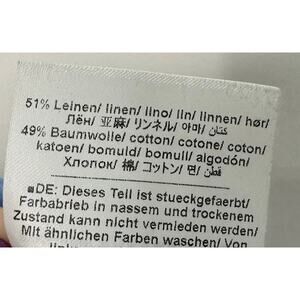 51% Leinen/ linen/ lino/ lin/ linnen/ hør/
Лён/ 亚麻/ リンネル/ 아마/ كتان/
49% Baumwolle/ cotton/ cotone/ coton/
katoen/ bomuld/ bomull/ algodón/
Хлопок/ 棉/ コットン/ 면/ قطن/
DE: Dieses Teil ist stueckgefaerbt/
Farbabrieb in nassem und trockenem
Zustand kann nicht vermieden werden/
Mit ähnlichen Farben waschen/ Von